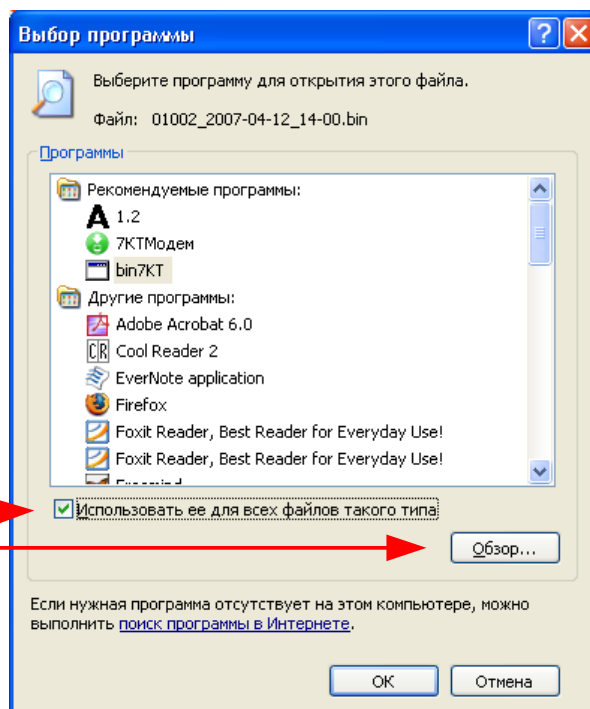 Выбор программы
Выберите программу для открытия этого файла.
Файл: 01002_2007-04-12_14-00.bin
Программы
Рекомендуемые программы:
1.2
7КТМодем
bin7KT
Другие программы:
Adobe Acrobat 6.0
CR Cool Reader 2
EverNote application
Firefox
Foxit Reader, Best Reader for Everyday Use!
Foxit Reader, Best Reader for Everyday Use!
Использовать ее для всех файлов такого типа
Обзор...
Если нужная программа отсутствует на этом компьютере, можно
выполнить поиск программы в Интернете.
ОК
Отмена